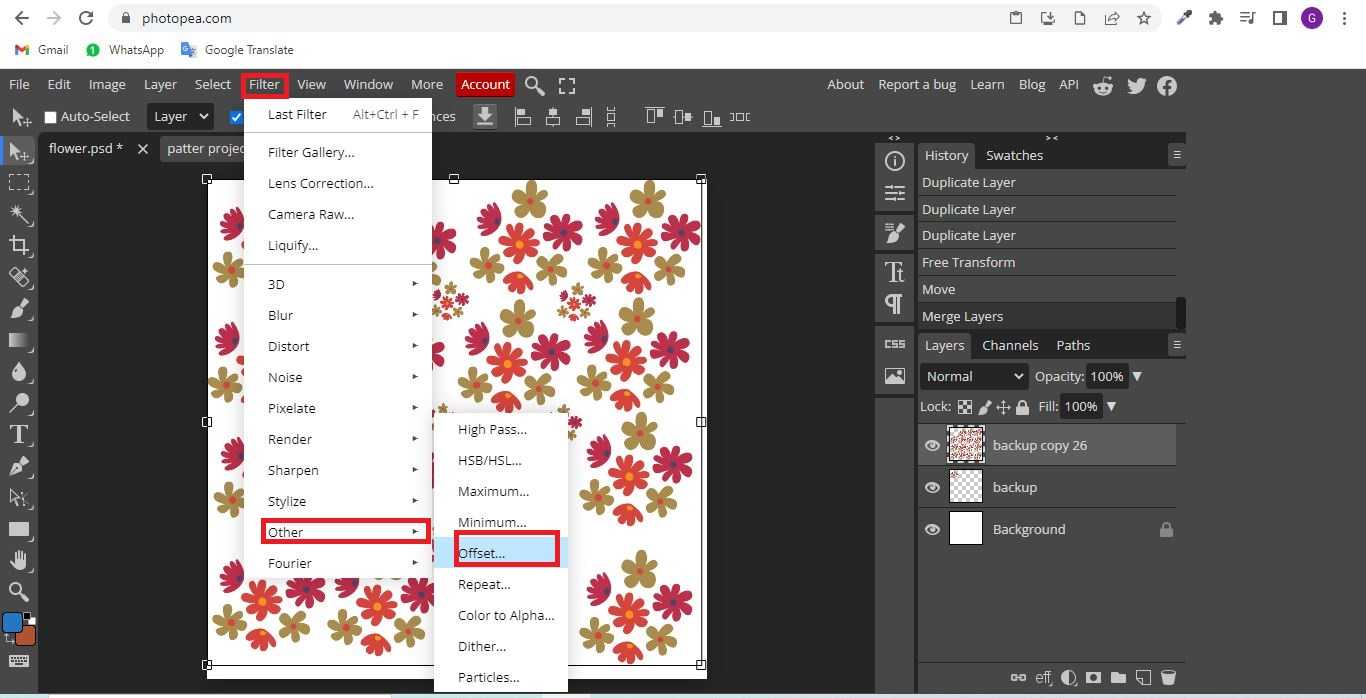 photopea.com
G
Gmail
1 WhatsApp
Google Translate
File Edit Image Layer Select Filter View Window More Account
About Report a bug Learn Blog API
Auto-Select Layer
Last Filter Alt+Ctrl + F
flower.psd *
patter projec
Filter Gallery...
Lens Correction...
Camera Raw...
Liquify...
3D
Blur
Distort
Noise
Pixelate
Render
Sharpen
Stylize
Other
Fourier
High Pass...
HSB/HSL...
Maximum...
Minimum...
Offset...
Repeat...
Color to Alpha...
Dither...
Particles...
< >
> <
History Swatches
Duplicate Layer
Duplicate Layer
Duplicate Layer
Free Transform
Move
Merge Layers
CSS
Layers Channels Paths
Normal Opacity: 100%
Lock: Fill: 100%
backup copy 26
backup
Background
eff